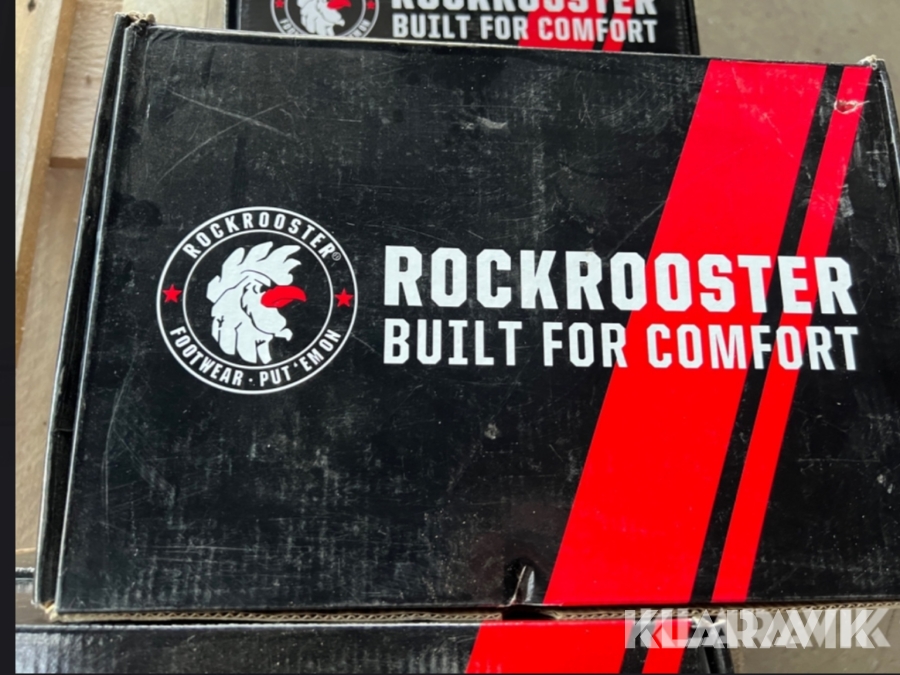 ROCKROOSTER
BUILT FOR COMFORT
ROCKROOSTER®
FOOTWEAR · PUT 'EM ON
ROCKROOSTER
BUILT FOR COMFORT
KLARAVIK